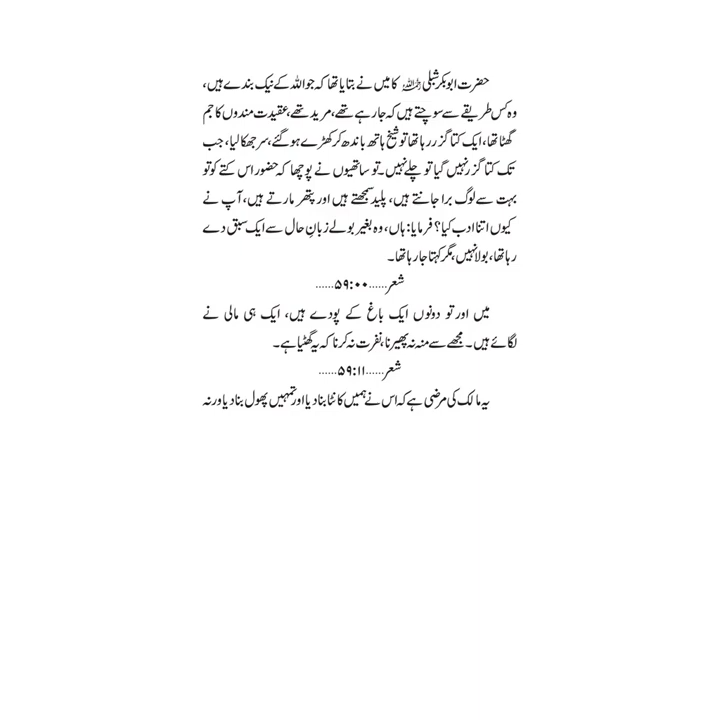 حضرت ابوبکر شبلی رحمہ اللہ کا میں نے بتایا تھا کہ جو اللہ کے نیک بندے ہیں،
وہ کس طریقے سے سوچتے ہیں کہ جا رہے تھے، مرید تھے، عقیدت مندوں کا جم
گھٹا تھا، ایک کتا گزر رہا تھا تو شیخ ہاتھ باندھ کر کھڑے ہو گئے، سر جھکا لیا، جب
تک کتا گزر نہیں گیا تو چلے نہیں۔ تو ساتھیوں نے پوچھا کہ حضور اس کتے کو تو
بہت سے لوگ برا جانتے ہیں، پلید سمجھتے ہیں اور پتھر مارتے ہیں، آپ نے
کیوں اتنا ادب کیا؟ فرمایا: ہاں، وہ بغیر بولے زبانِ حال سے ایک سبق دے
رہا تھا، بولا نہیں، مگر کہتا جا رہا تھا۔
شعر......۵۹:۰۰......
میں اور تو دونوں ایک باغ کے پودے ہیں، ایک ہی مالی نے
لگائے ہیں۔ مجھے سے منہ نہ پھیرنا، نفرت نہ کرنا کہ یہ گھٹیا ہے۔
شعر......۵۹:۱۱......
یہ مالک کی مرضی ہے کہ اس نے ہمیں کانٹا بنا دیا اور تمہیں پھول بنا دیا ورنہ